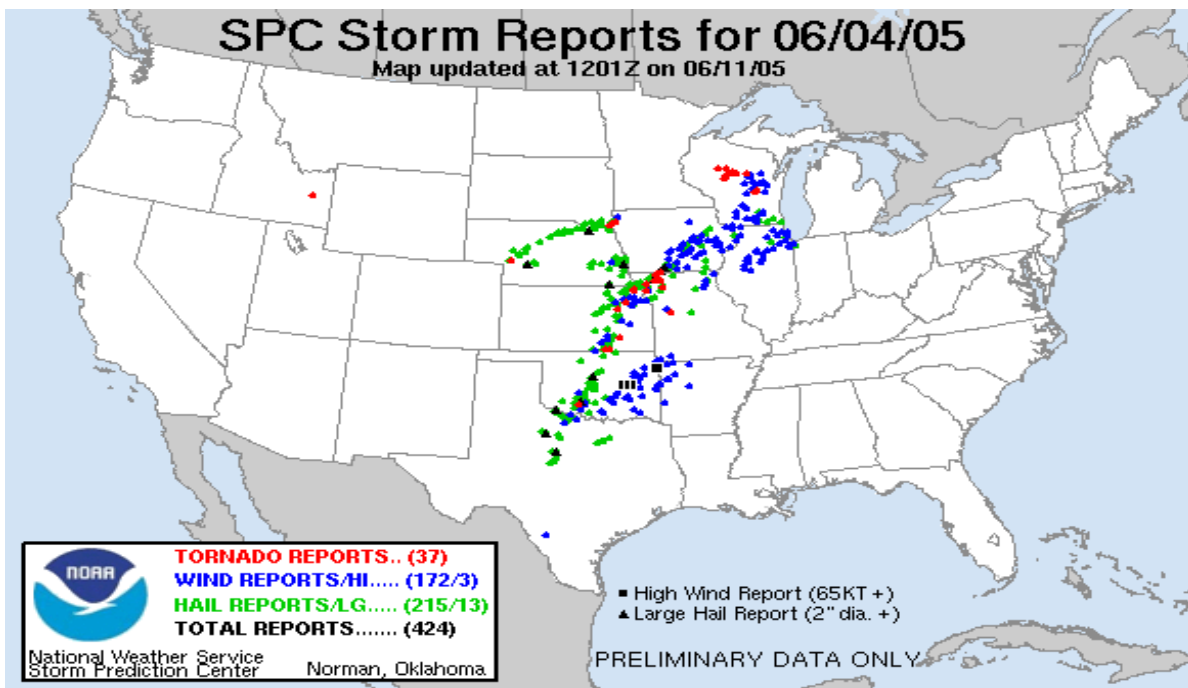 SPC Storm Reports for 06/04/05
Map updated at 1201Z on 06/11/05
NOAA
TORNADO REPORTS.. (37)
WIND REPORTS/HI..... (172/3)
HAIL REPORTS/LG..... (215/13)
TOTAL REPORTS....... (424)
National Weather Service
Storm Prediction Center
Norman, Oklahoma
High Wind Report (65KT +)
Large Hail Report (2" dia. +)
PRELIMINARY DATA ONLY